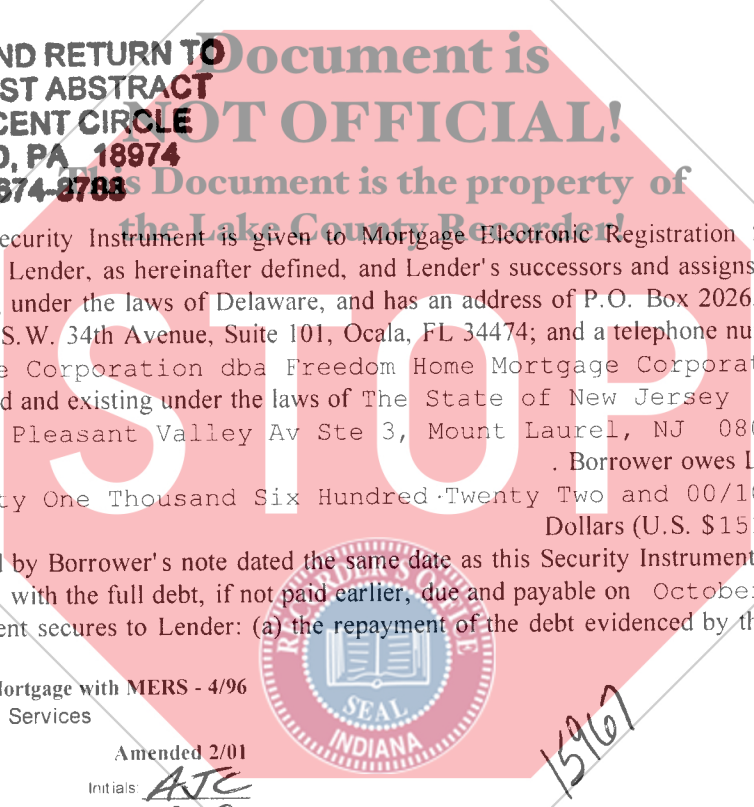 ND RETURN TO
ST ABSTRACT
CENT CIRCLE
D, PA 18974
674-8788
Document is
NOT OFFICIAL!
This Document is the property of
the Lake County Recorder!
ecurity Instrument is given to Mortgage Electronic Registration
Lender, as hereinafter defined, and Lender's successors and assigns
under the laws of Delaware, and has an address of P.O. Box 2026,
S.W. 34th Avenue, Suite 101, Ocala, FL 34474; and a telephone nu
e Corporation dba Freedom Home Mortgage Corporat
d and existing under the laws of The State of New Jersey
Pleasant Valley Av Ste 3, Mount Laurel, NJ 080
. Borrower owes L
ty One Thousand Six Hundred Twenty Two and 00/10
Dollars (U.S. $15
d by Borrower's note dated the same date as this Security Instrument
with the full debt, if not paid earlier, due and payable on October
ent secures to Lender: (a) the repayment of the debt evidenced by th
STOP
RECORDER'S OFFICE
SEAL
INDIANA
ortgage with MERS - 4/96
Services
Amended 2/01
Initials: AJC
15967